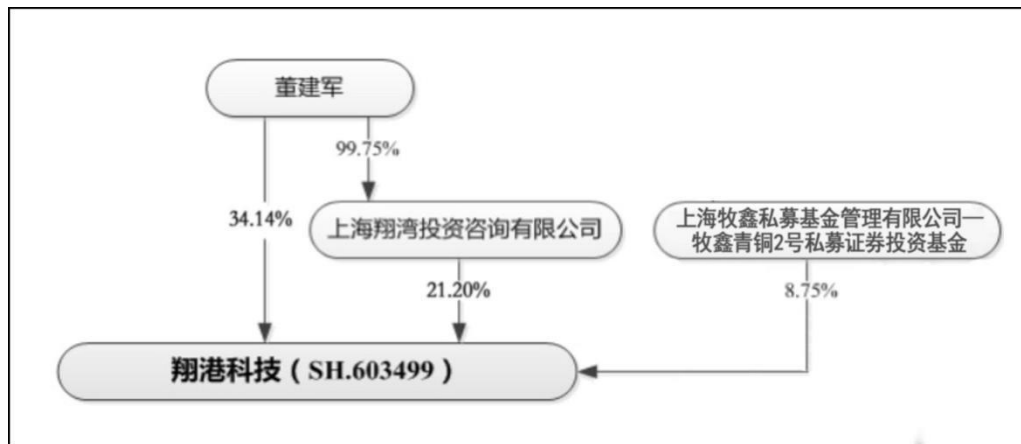 董建军
99.75%
34.14%
上海翔湾投资咨询有限公司
上海牧鑫私募基金管理有限公司—
牧鑫青铜2号私募证券投资基金
21.20%
8.75%
翔港科技（SH.603499）